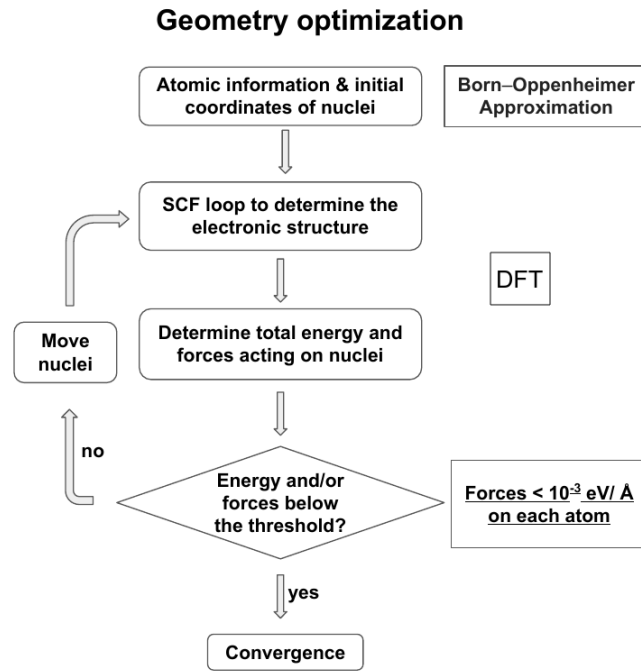 Geometry optimization
Atomic information & initial
coordinates of nuclei
Born–Oppenheimer
Approximation
SCF loop to determine the
electronic structure
DFT
Determine total energy and
forces acting on nuclei
Move
nuclei
no
Energy and/or
forces below
the threshold?
Forces < 10⁻³ eV/ Å
on each atom
yes
Convergence